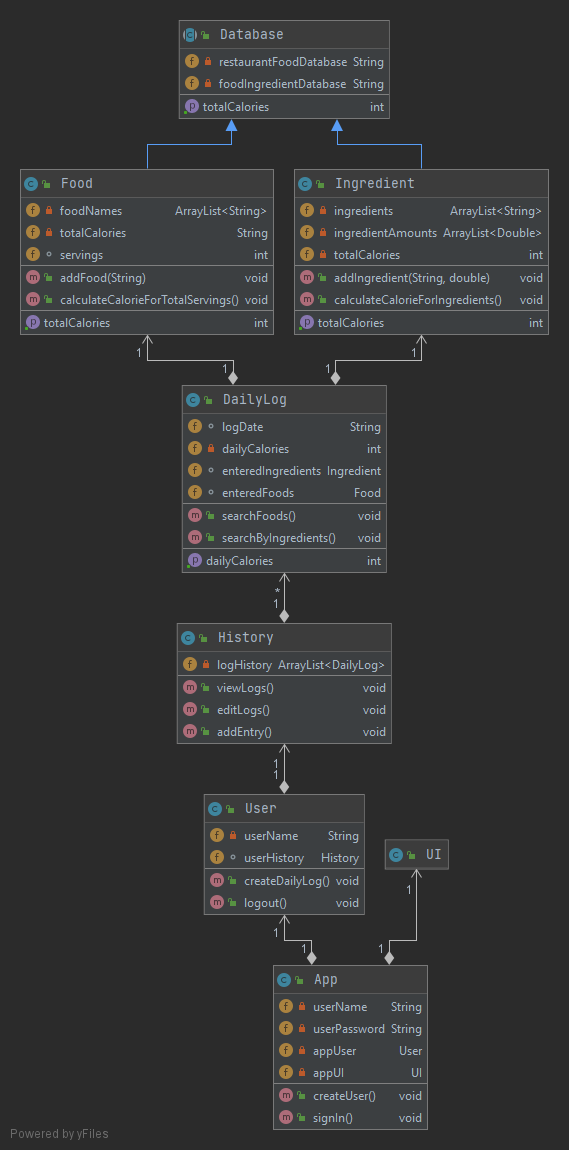 Database
restaurantFoodDatabase String
foodIngredientDatabase String
totalCalories int
Food
foodNames ArrayList<String>
totalCalories String
servings int
addFood(String) void
calculateCalorieForTotalServings() void
totalCalories int
Ingredient
ingredients ArrayList<String>
ingredientAmounts ArrayList<Double>
totalCalories int
addIngredient(String, double) void
calculateCalorieForIngredients() void
totalCalories int
1 1 1 1
DailyLog
logDate String
dailyCalories int
enteredIngredients Ingredient
enteredFoods Food
searchFoods() void
searchByIngredients() void
dailyCalories int
*
1
History
logHistory ArrayList<DailyLog>
viewLogs() void
editLogs() void
addEntry() void
1
1
User
userName String
userHistory History
createDailyLog() void
logout() void
UI
1 1
1 1
App
userName String
userPassword String
appUser User
appUI UI
createUser() void
signIn() void
Powered by yFiles